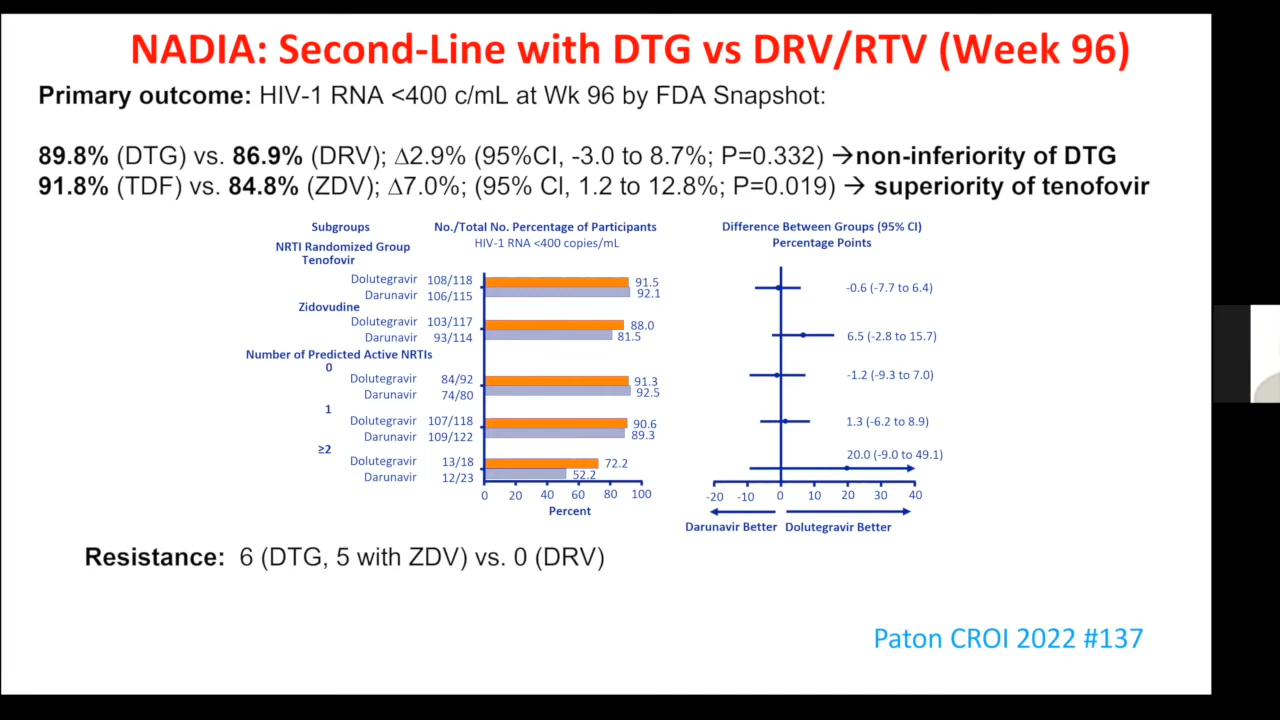 NADIA: Second-Line with DTG vs DRV/RTV (Week 96)
Primary outcome: HIV-1 RNA <400 c/mL at Wk 96 by FDA Snapshot:
89.8% (DTG) vs. 86.9% (DRV); Δ2.9% (95%CI, -3.0 to 8.7%; P=0.332) →non-inferiority of DTG
91.8% (TDF) vs. 84.8% (ZDV); Δ7.0%; (95% CI, 1.2 to 12.8%; P=0.019) → superiority of tenofovir
Subgroups No./Total No. Percentage of Participants Difference Between Groups (95% CI)
HIV-1 RNA <400 copies/mL Percentage Points
NRTI Randomized Group
Tenofovir
Dolutegravir 108/118 91.5
Darunavir 106/115 92.1
-0.6 (-7.7 to 6.4)
Zidovudine
Dolutegravir 103/117 88.0
Darunavir 93/114 81.5
6.5 (-2.8 to 15.7)
Number of Predicted Active NRTIs
0
Dolutegravir 84/92 91.3
Darunavir 74/80 92.5
-1.2 (-9.3 to 7.0)
1
Dolutegravir 107/118 90.6
Darunavir 109/122 89.3
1.3 (-6.2 to 8.9)
≥2
Dolutegravir 13/18 72.2
Darunavir 12/23 52.2
20.0 (-9.0 to 49.1)
0 20 40 60 80 100
Percent
-20 -10 0 10 20 30 40
Darunavir Better Dolutegravir Better
Resistance: 6 (DTG, 5 with ZDV) vs. 0 (DRV)
Paton CROI 2022 #137